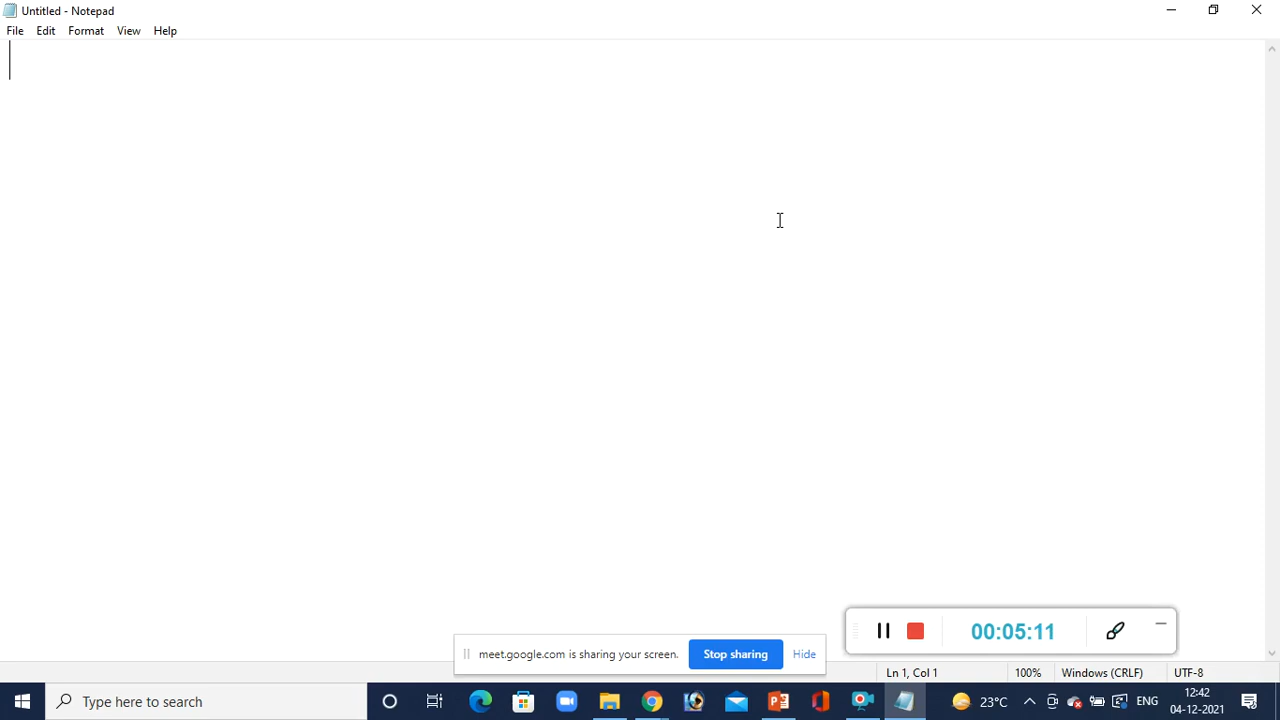 Untitled - Notepad
File Edit Format View Help
00:05:11
meet.google.com is sharing your screen. Stop sharing Hide
Ln 1, Col 1 100% Windows (CRLF) UTF-8
Type here to search 23°C ENG 12:42
04-12-2021